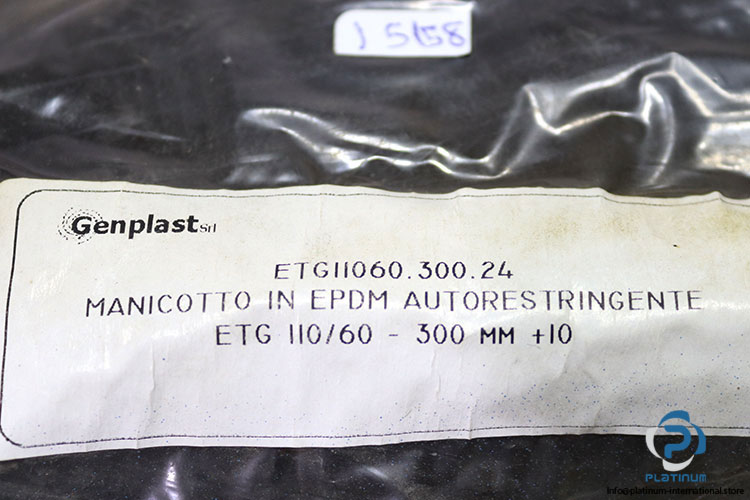 J 5158
Genplast Srl
ETG11060.300.24
MANICOTTO IN EPDM AUTORESTRINGENTE
ETG 110/60 - 300 MM +10
PLATINUM
info@platinum-international.store